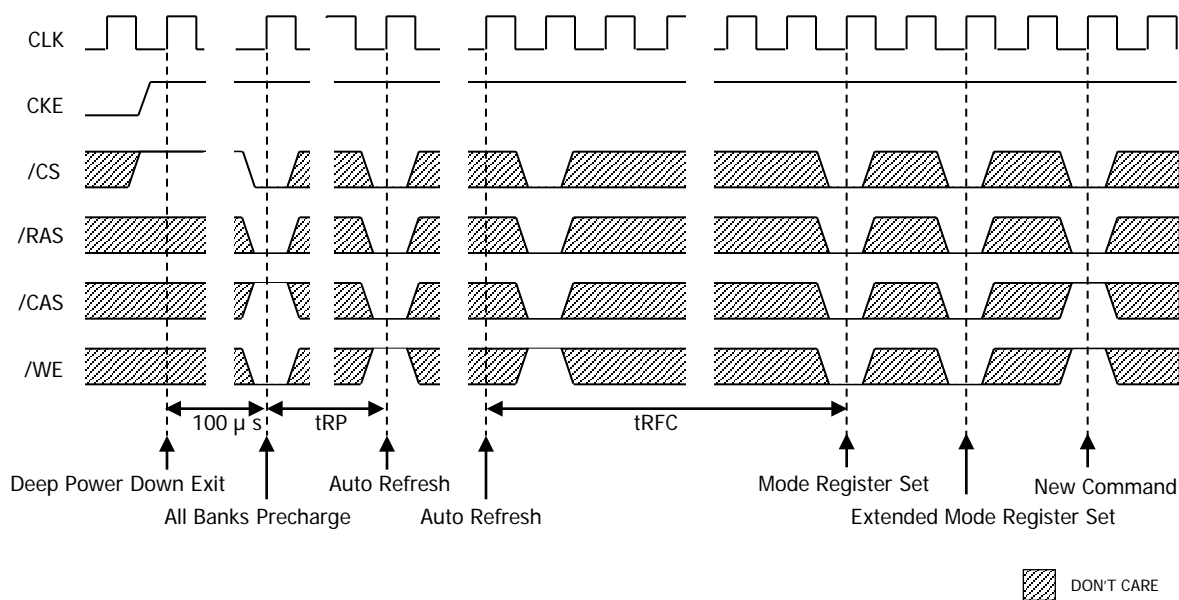 CLK
CKE
/CS
/RAS
/CAS
/WE
100 µ s
tRP
tRFC
Deep Power Down Exit
Auto Refresh
Mode Register Set
New Command
All Banks Precharge
Auto Refresh
Extended Mode Register Set
DON'T CARE